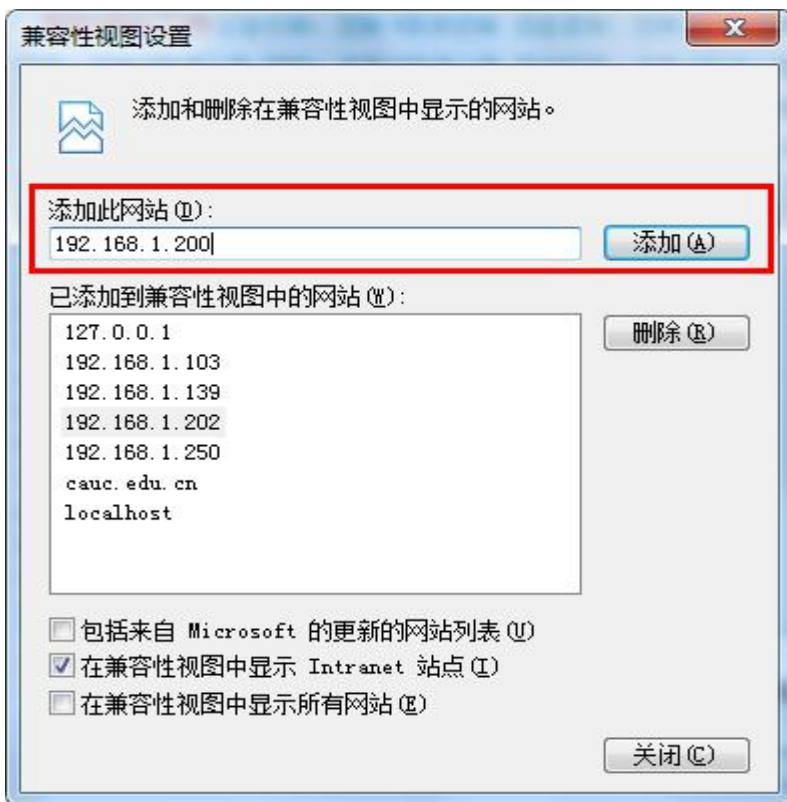 兼容性视图设置
添加和删除在兼容性视图中显示的网站。
添加此网站(D):
192.168.1.200
添加(A)
已添加到兼容性视图中的网站(W):
127.0.0.1
删除(R)
192.168.1.103
192.168.1.139
192.168.1.202
192.168.1.250
cauc.edu.cn
localhost
包括来自 Microsoft 的更新的网站列表(U)
在兼容性视图中显示 Intranet 站点(I)
在兼容性视图中显示所有网站(E)
关闭(C)